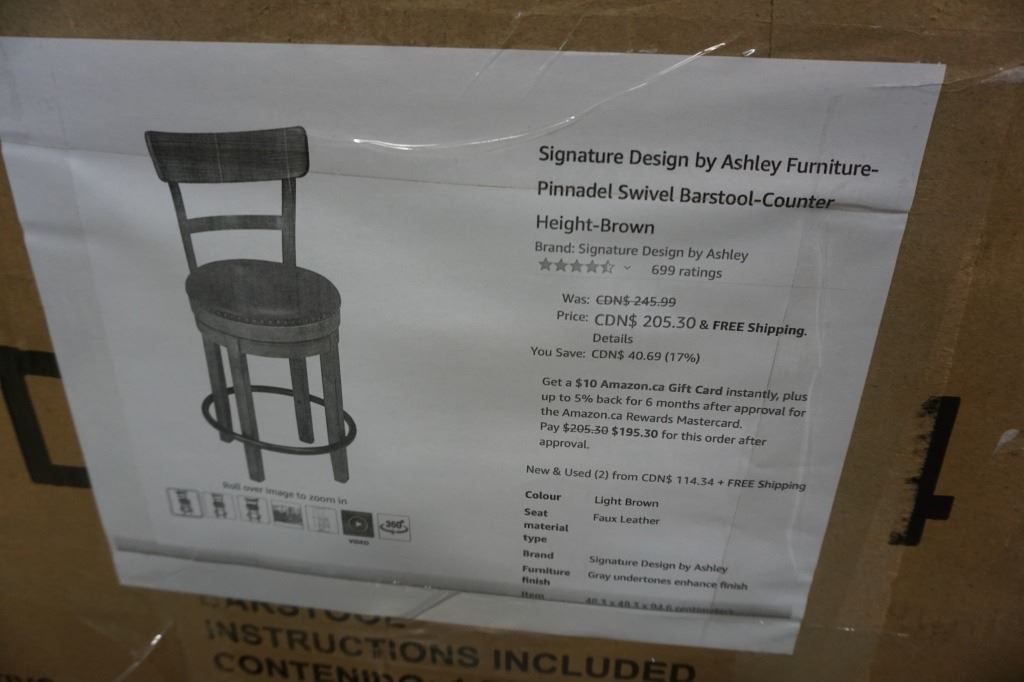 Signature Design by Ashley Furniture-
Pinnadel Swivel Barstool-Counter
Height-Brown
Brand: Signature Design by Ashley
699 ratings
Was: CDN$ 245.99
Price: CDN$ 205.30 & FREE Shipping.
Details
You Save: CDN$ 40.69 (17%)
Get a $10 Amazon.ca Gift Card instantly, plus
up to 5% back for 6 months after approval for
the Amazon.ca Rewards Mastercard.
Pay $205.30 $195.30 for this order after
approval.
New & Used (2) from CDN$ 114.34 + FREE Shipping
Colour Light Brown
Seat material type Faux Leather
Brand Signature Design by Ashley
Furniture finish Gray undertones enhance finish
Item
Roll over image to zoom in
VIDEO
360°
INSTRUCTIONS INCLUDED